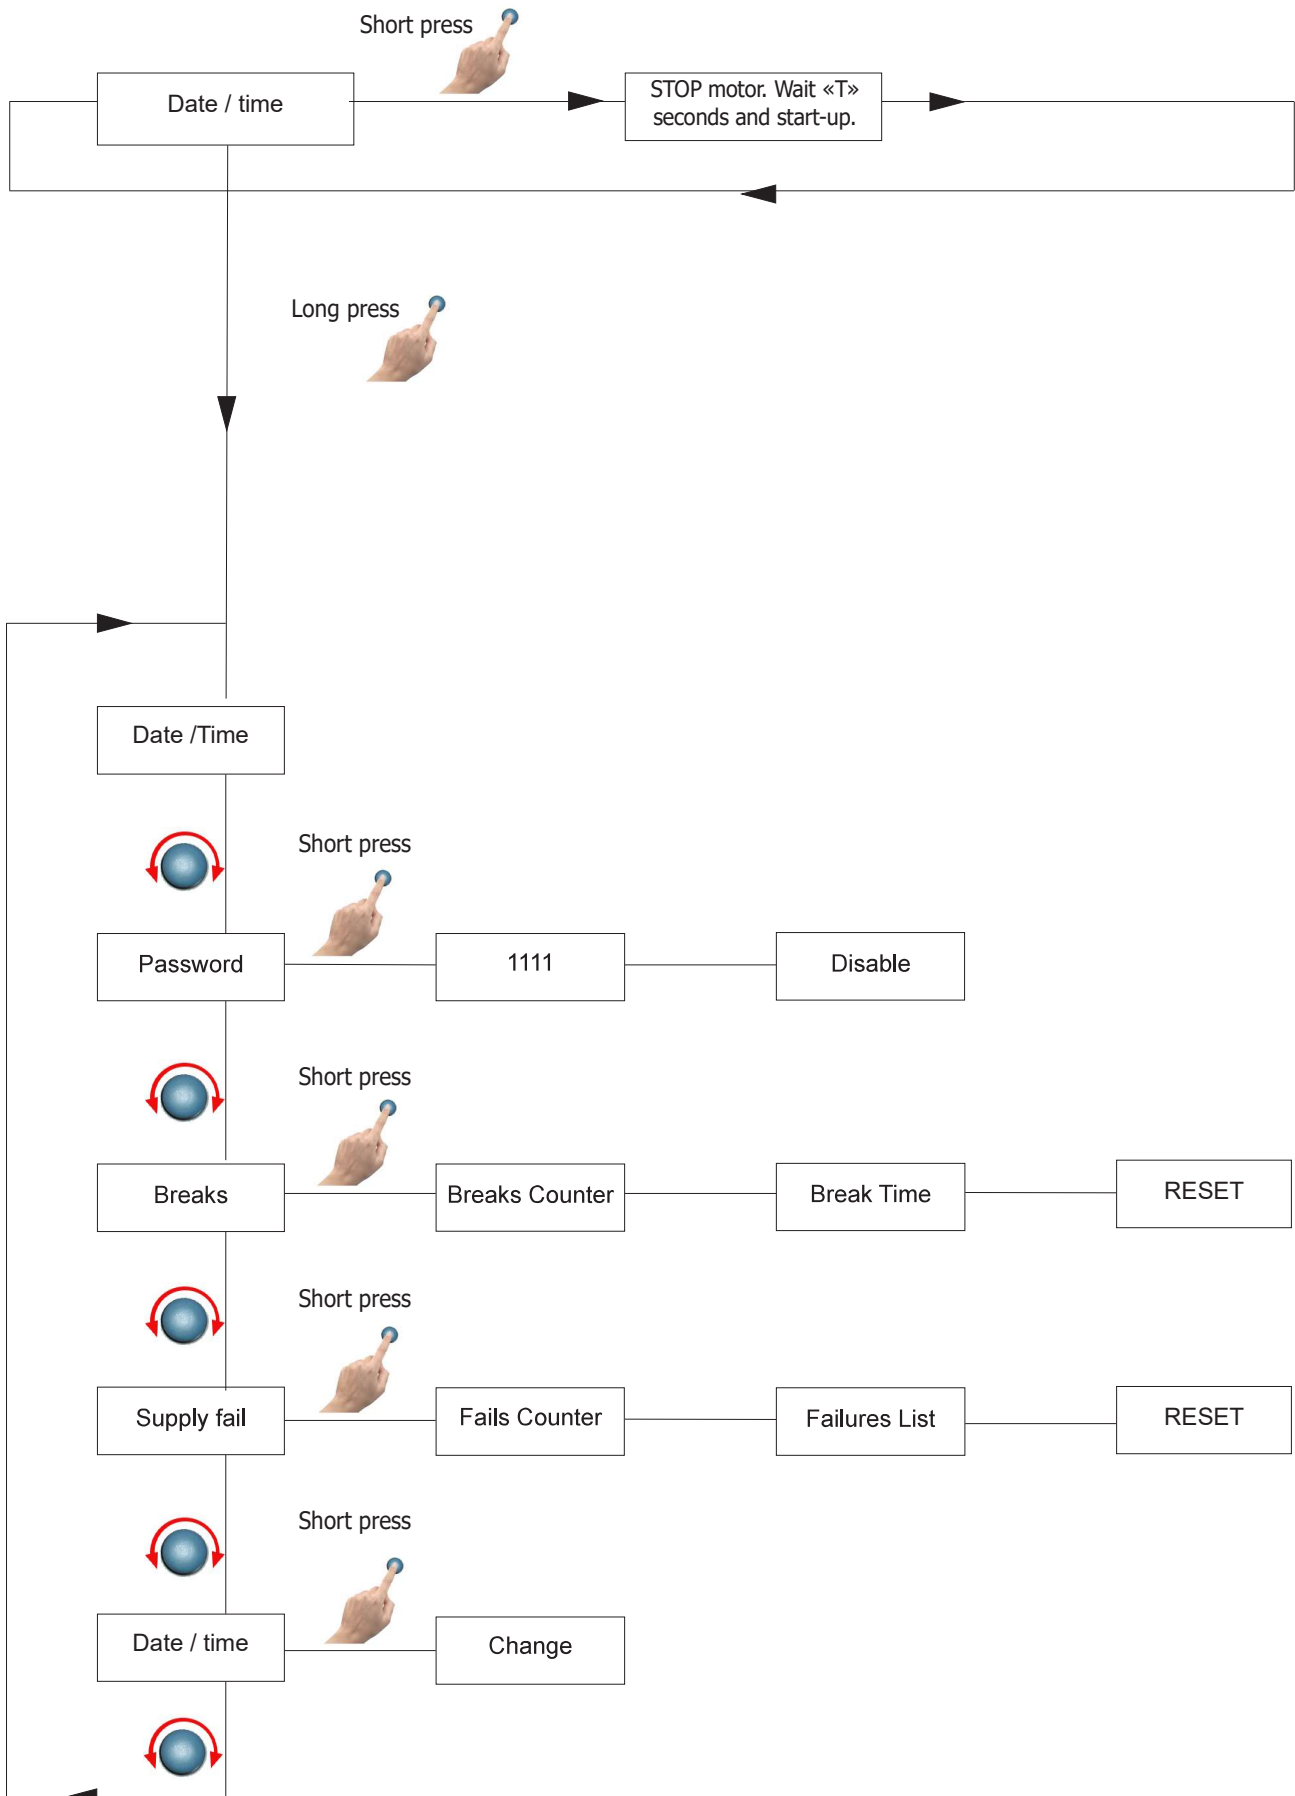 Short press
Date / time
STOP motor. Wait «T»
seconds and start-up.
Long press
Date /Time
Short press
Password
1111
Disable
Short press
Breaks
Breaks Counter
Break Time
RESET
Short press
Supply fail
Fails Counter
Failures List
RESET
Short press
Date / time
Change